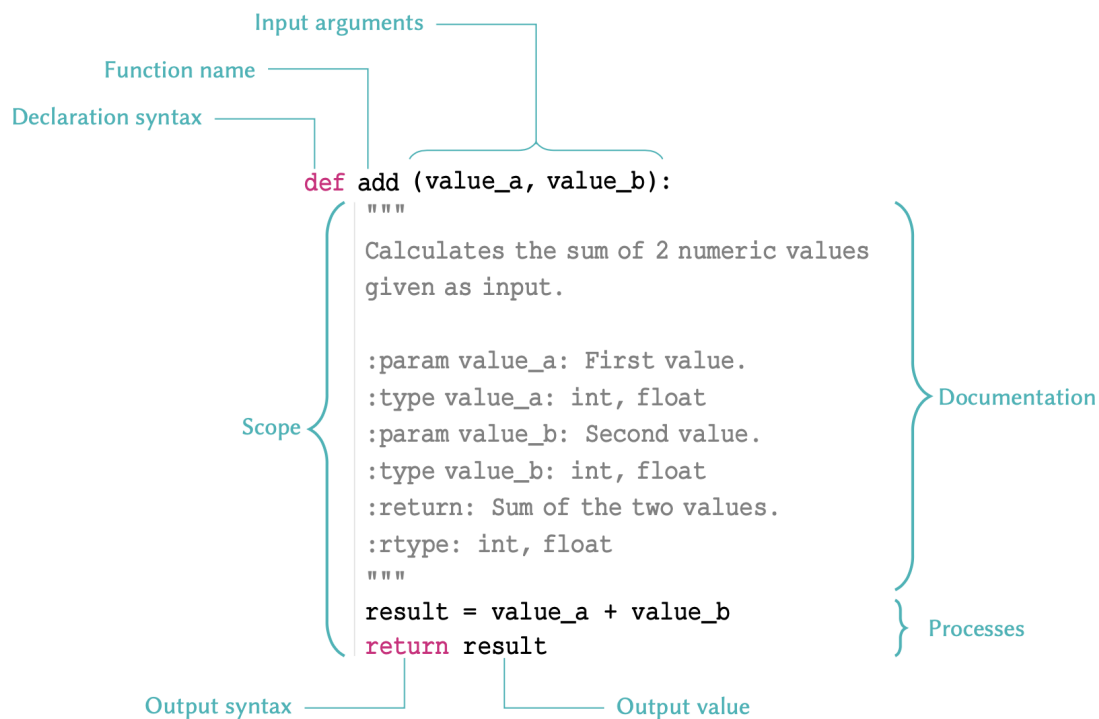 Input arguments
Function name
Declaration syntax
def add (value_a, value_b):
"""
Calculates the sum of 2 numeric values
given as input.
:param value_a: First value.
:type value_a: int, float
Documentation
:param value_b: Second value.
Scope
:type value_b: int, float
:return: Sum of the two values.
:rtype: int, float
"""
result = value_a + value_b
Processes
return result
Output syntax
Output value